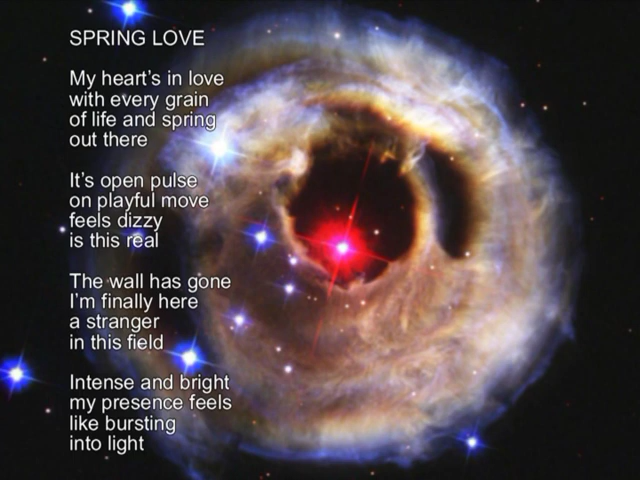 SPRING LOVE
My heart's in love
with every grain
of life and spring
out there
It's open pulse
on playful move
feels dizzy
is this real
The wall has gone
I'm finally here
a stranger
in this field
Intense and bright
my presence feels
like bursting
into light